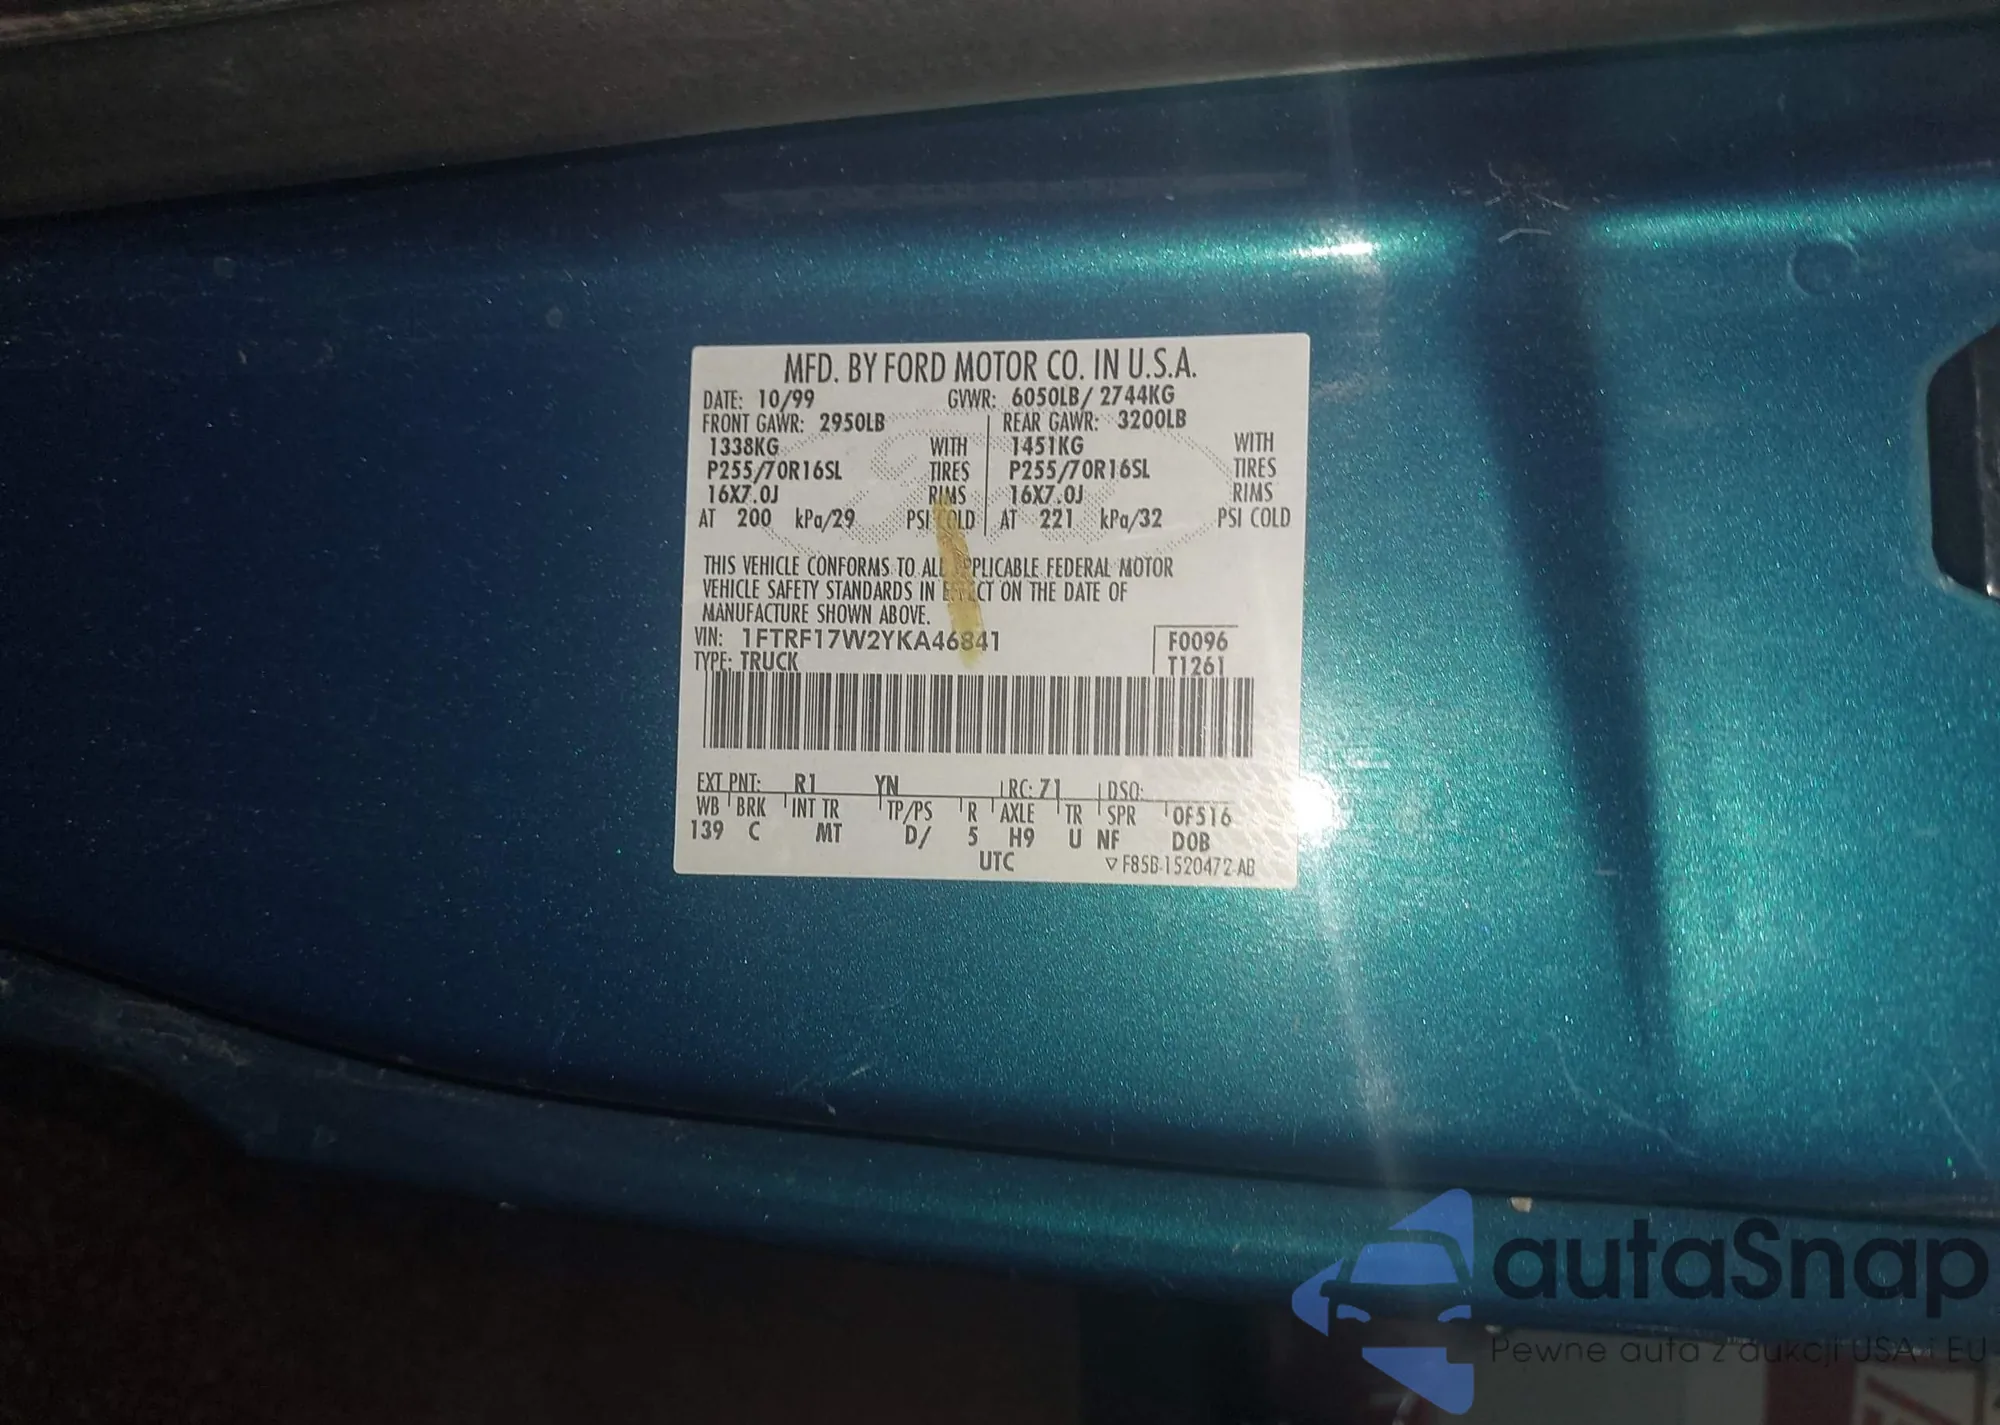 MFD. BY FORD MOTOR CO. IN U.S.A.
DATE: 10/99 GVWR: 6050LB/ 2744KG
FRONT GAWR: 2950LB REAR GAWR: 3200LB
1338KG WITH 1451KG WITH
P255/70R16SL TIRES P255/70R16SL TIRES
16X7.0J RIMS 16X7.0J RIMS
AT 200 kPa/29 PSI COLD AT 221 kPa/32 PSI COLD
THIS VEHICLE CONFORMS TO ALL APPLICABLE FEDERAL MOTOR
VEHICLE SAFETY STANDARDS IN EFFECT ON THE DATE OF
MANUFACTURE SHOWN ABOVE.
VIN: 1FTRF17W2YKA46841 F0096
TYPE: TRUCK T1261
EXT PNT: R1 YN RC: 71 DSO:
WB BRK INT TR TP/PS R AXLE TR SPR 0F516
139 C MT D/ 5 H9 U NF DOB
UTC ▽ F85B-1520472-AB
autaSnap
Pewne auta z aukcji USA i EU